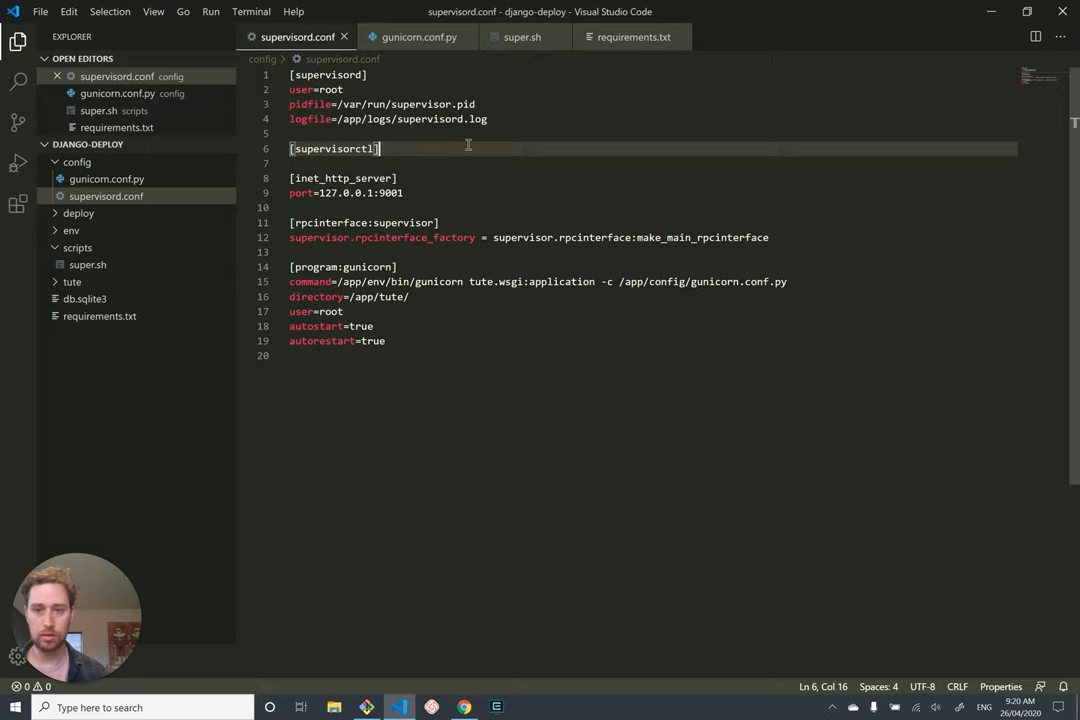 File Edit Selection View Go Run Terminal Help
supervisord.conf - django-deploy - Visual Studio Code
EXPLORER
OPEN EDITORS
supervisord.conf config
gunicorn.conf.py config
super.sh scripts
requirements.txt
DJANGO-DEPLOY
config
gunicorn.conf.py
supervisord.conf
deploy
env
scripts
super.sh
tute
db.sqlite3
requirements.txt
supervisord.conf
gunicorn.conf.py
super.sh
requirements.txt
config > supervisord.conf
1 [supervisord]
2 user=root
3 pidfile=/var/run/supervisor.pid
4 logfile=/app/logs/supervisord.log
5
6 [supervisorctl]
7
8 [inet_http_server]
9 port=127.0.0.1:9001
10
11 [rpcinterface:supervisor]
12 supervisor.rpcinterface_factory = supervisor.rpcinterface:make_main_rpcinterface
13
14 [program:gunicorn]
15 command=/app/env/bin/gunicorn tute.wsgi:application -c /app/config/gunicorn.conf.py
16 directory=/app/tute/
17 user=root
18 autostart=true
19 autorestart=true
20
0 0
Ln 6, Col 16 Spaces: 4 UTF-8 CRLF Properties
Type here to search
ENG
9:20 AM
26/04/2020